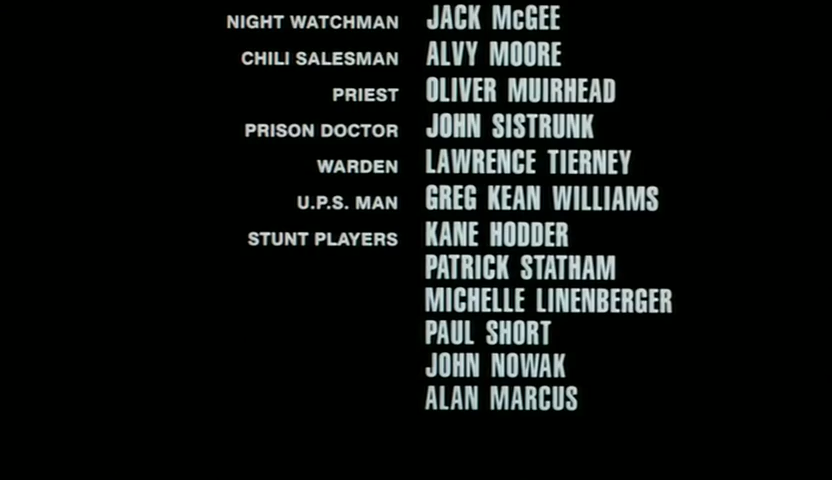 NIGHT WATCHMAN JACK McGEE
CHILI SALESMAN ALVY MOORE
PRIEST OLIVER MUIRHEAD
PRISON DOCTOR JOHN SISTRUNK
WARDEN LAWRENCE TIERNEY
U.P.S. MAN GREG KEAN WILLIAMS
STUNT PLAYERS KANE HODDER
PATRICK STATHAM
MICHELLE LINENBERGER
PAUL SHORT
JOHN NOWAK
ALAN MARCUS